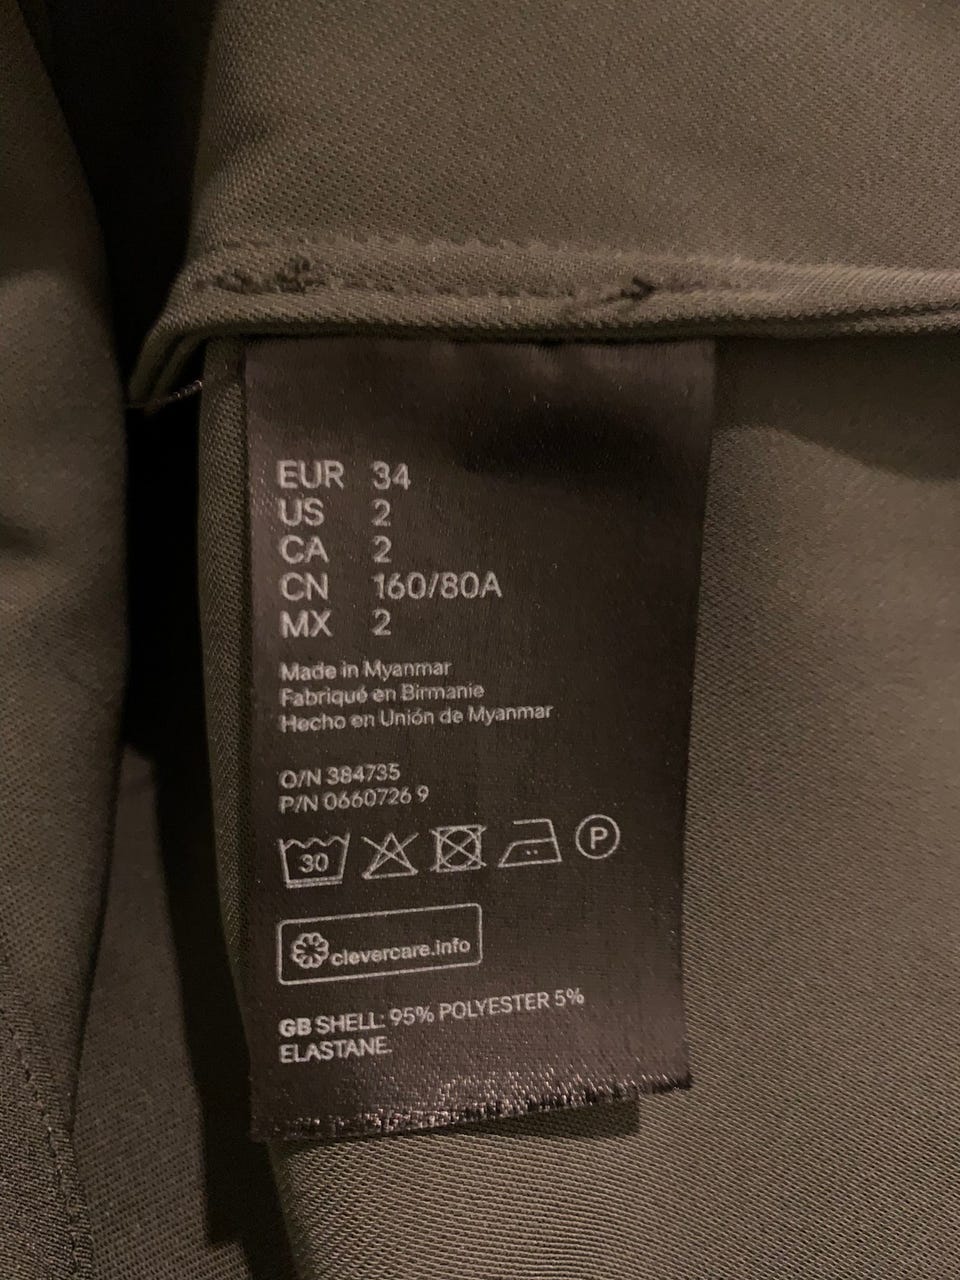 EUR 34
US 2
CA 2
CN 160/80A
MX 2
Made in Myanmar
Fabriqué en Birmanie
Hecho en Unión de Myanmar
O/N 384735
P/N 0660726 9
30 P
clevercare.info
GB SHELL: 95% POLYESTER 5%
ELASTANE.